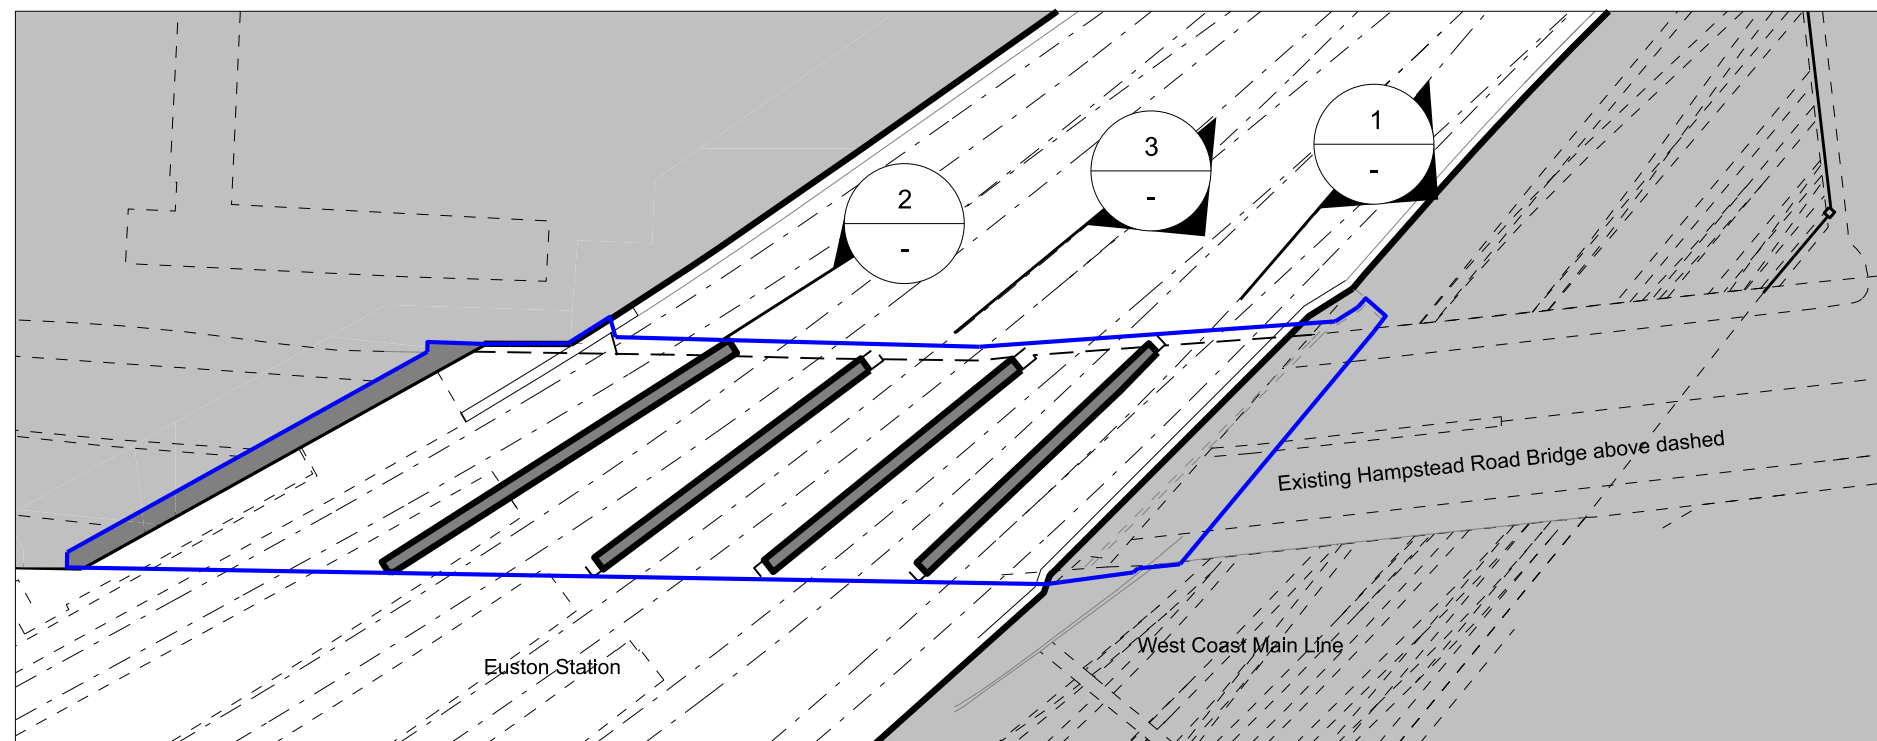 1
-
3
-
2
-
Existing Hampstead Road Bridge above dashed
West Coast Main Line
Euston Station